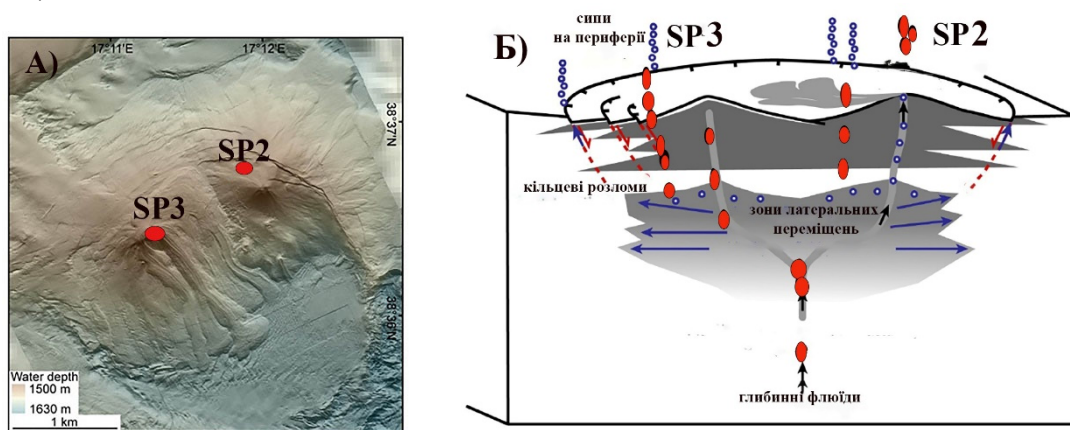 А)
17°11'E
17°12'E
38°37'N
38°36'N
SP2
SP3
Water depth
1500 m
1630 m
1 km
Б)
сипи
на периферії
SP3
SP2
кільцеві розломи
зони латеральних
переміщень
глибинні флюїди